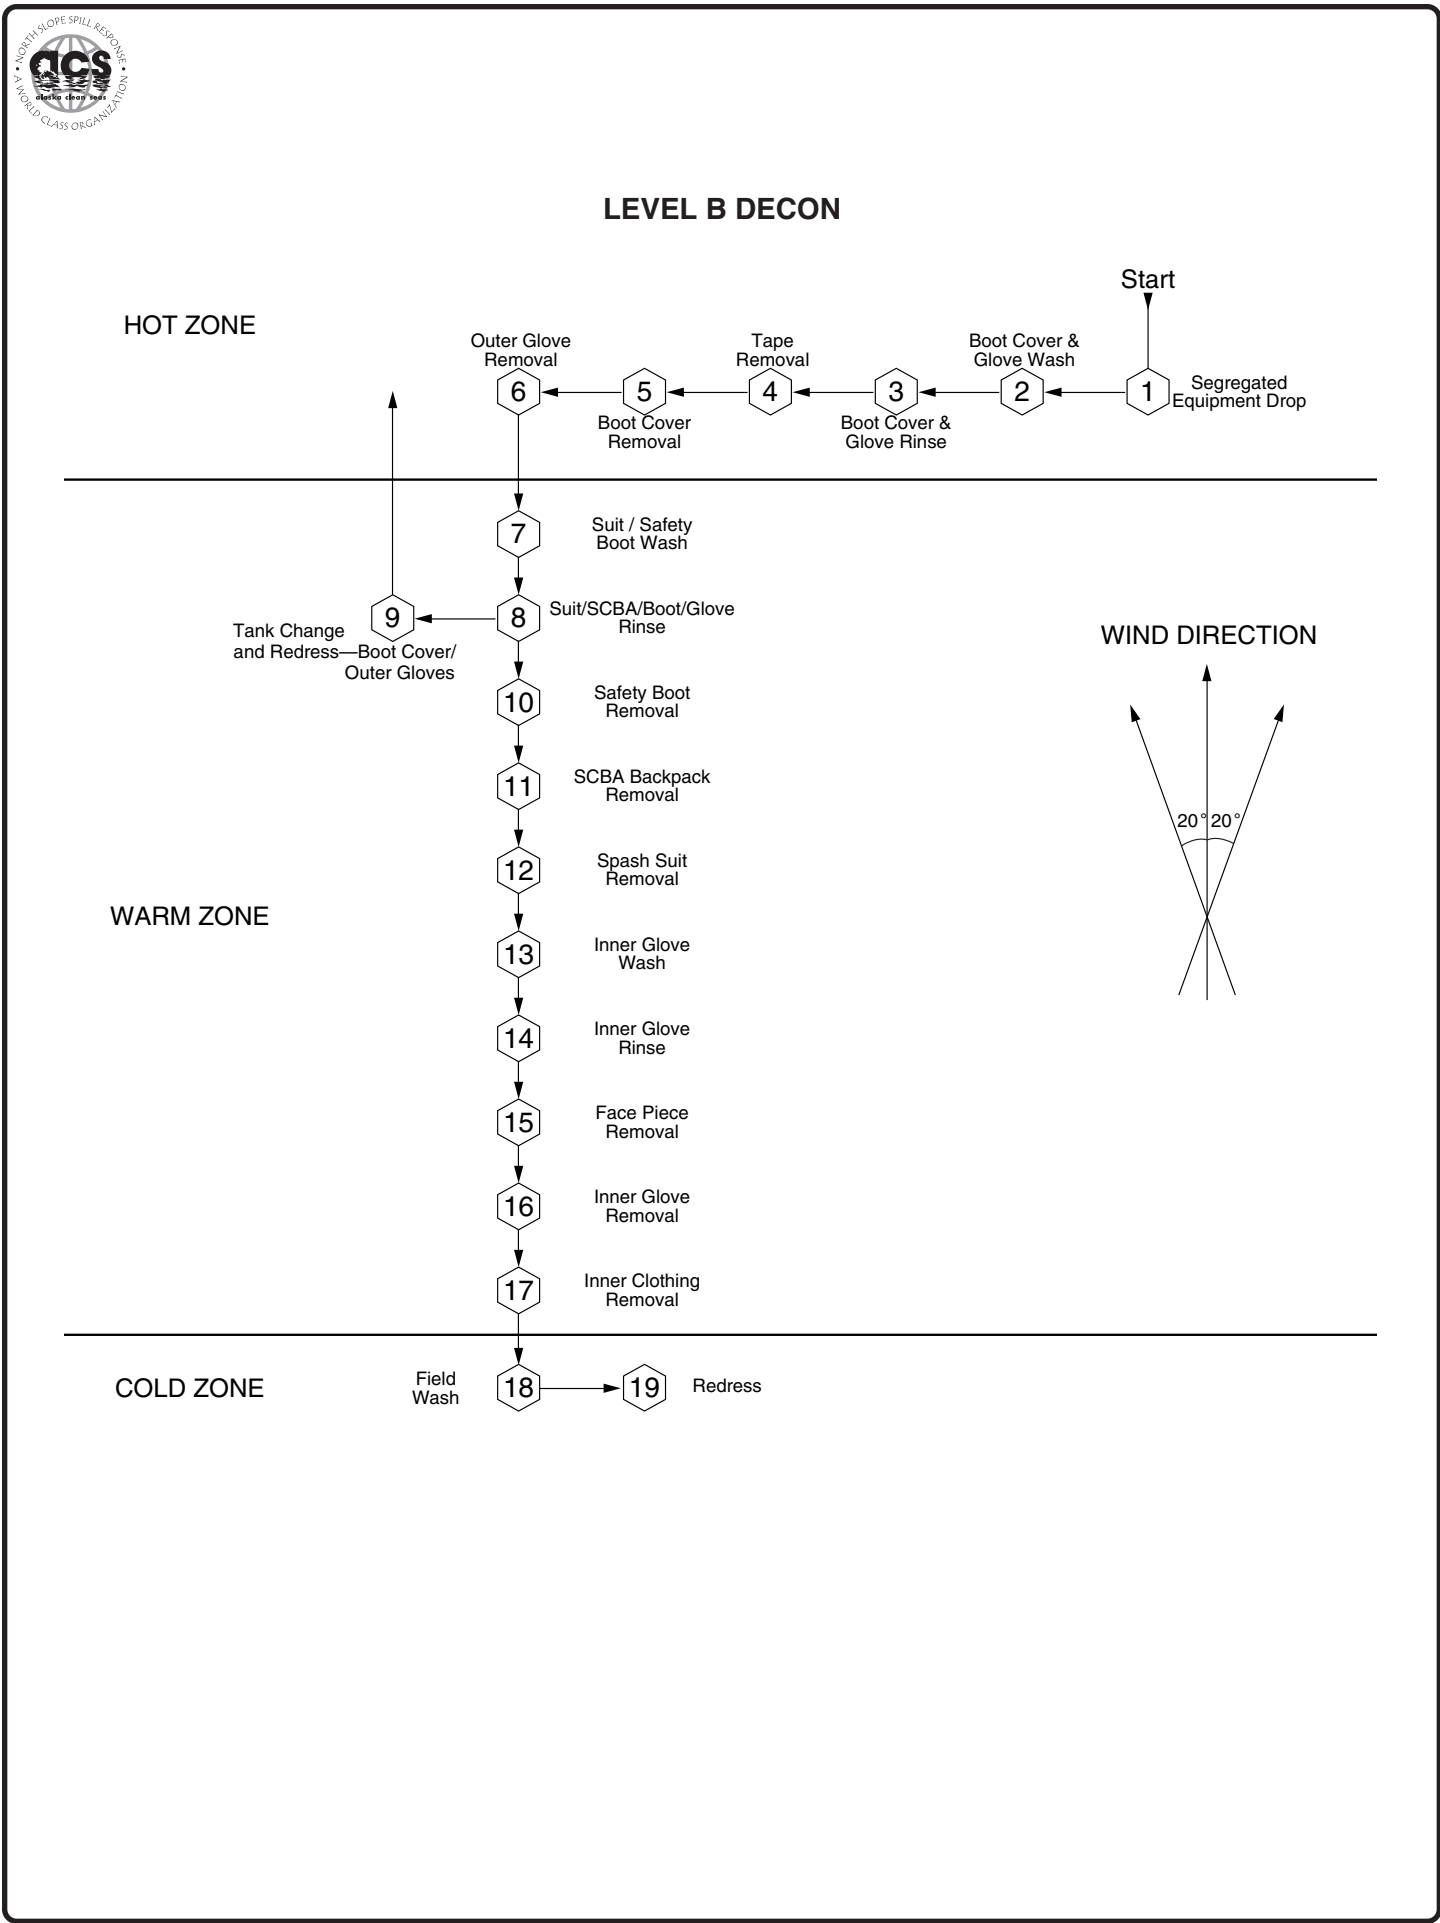 • NORTH SLOPE SPILL RESPONSE •
acs
alaska clean seas
A WORLD CLASS ORGANIZATION
LEVEL B DECON
Start
HOT ZONE
Outer Glove
Removal
Tape
Removal
Boot Cover &
Glove Wash
6
5
4
3
2
1
Segregated
Equipment Drop
Boot Cover
Removal
Boot Cover &
Glove Rinse
7
Suit / Safety
Boot Wash
9
8
Suit/SCBA/Boot/Glove
Rinse
Tank Change
and Redress—Boot Cover/
Outer Gloves
WIND DIRECTION
10
Safety Boot
Removal
11
SCBA Backpack
Removal
20° 20°
12
Spash Suit
Removal
WARM ZONE
13
Inner Glove
Wash
14
Inner Glove
Rinse
15
Face Piece
Removal
16
Inner Glove
Removal
17
Inner Clothing
Removal
COLD ZONE
Field
Wash
18
19
Redress